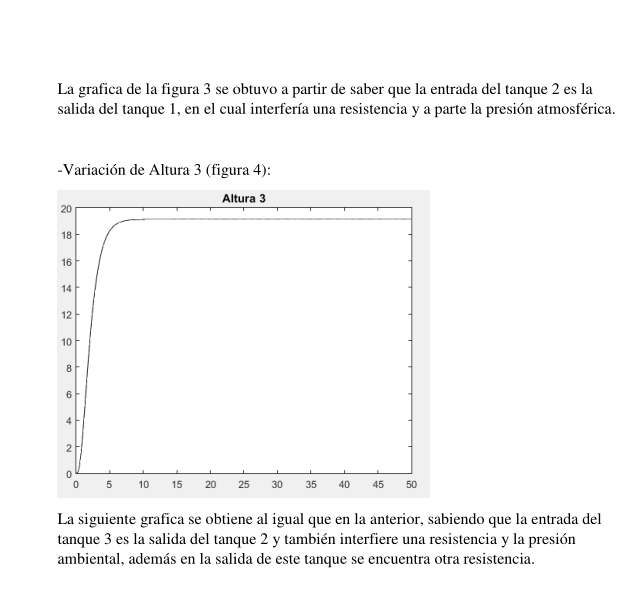 La grafica de la figura 3 se obtuvo a partir de saber que la entrada del tanque 2 es la
salida del tanque 1, en el cual interfería una resistencia y a parte la presión atmosférica.
-Variación de Altura 3 (figura 4):
Altura 3
20
18
16
14
12
10
8
6
4
2
0
0 5 10 15 20 25 30 35 40 45 50
La siguiente grafica se obtiene al igual que en la anterior, sabiendo que la entrada del
tanque 3 es la salida del tanque 2 y también interfiere una resistencia y la presión
ambiental, además en la salida de este tanque se encuentra otra resistencia.